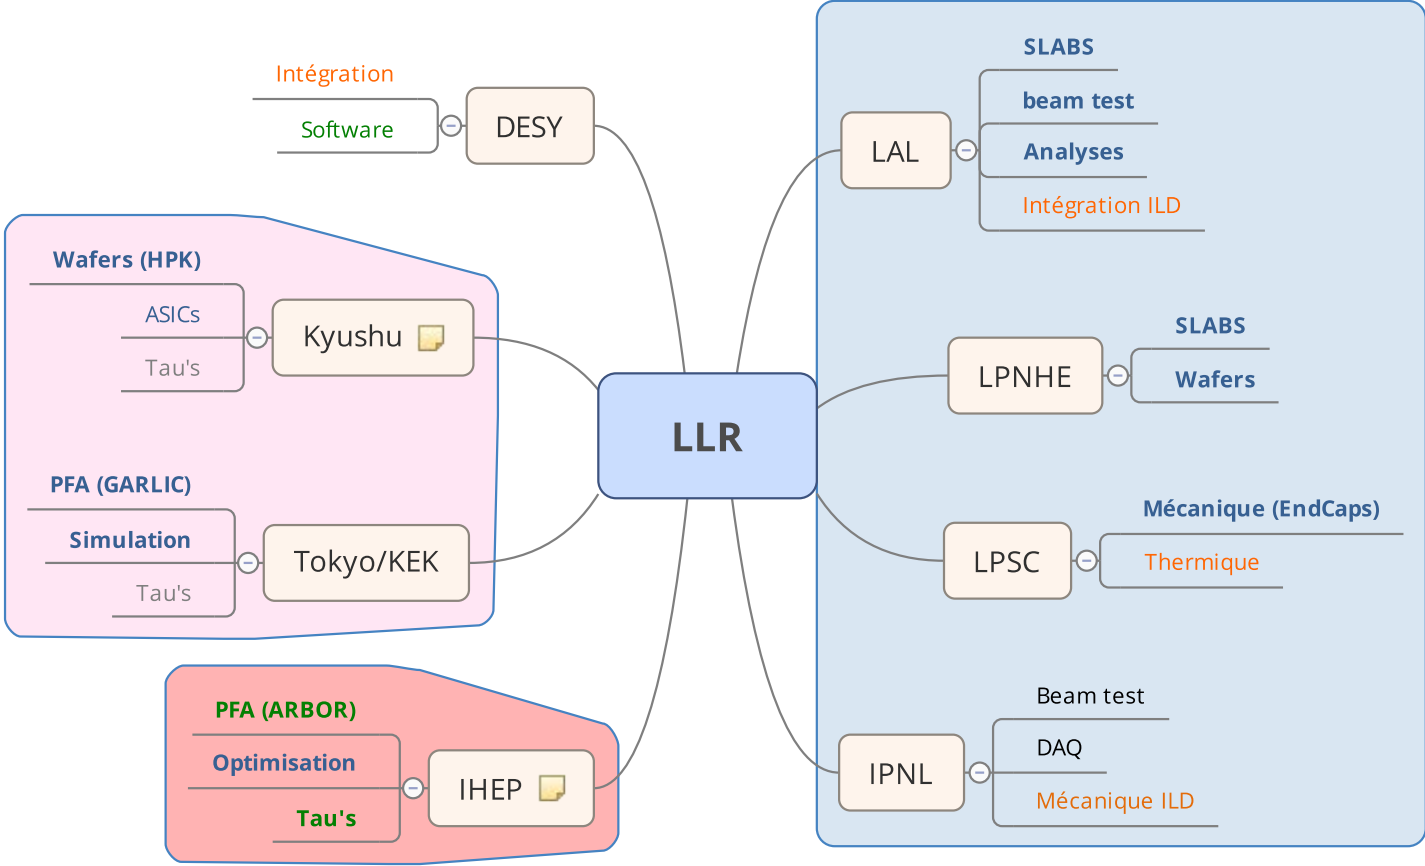 Intégration
Software
DESY
Wafers (HPK)
ASICs
Tau's
Kyushu
PFA (GARLIC)
Simulation
Tau's
Tokyo/KEK
PFA (ARBOR)
Optimisation
Tau's
IHEP
LLR
LAL
SLABS
beam test
Analyses
Intégration ILD
LPNHE
SLABS
Wafers
LPSC
Mécanique (EndCaps)
Thermique
IPNL
Beam test
DAQ
Mécanique ILD